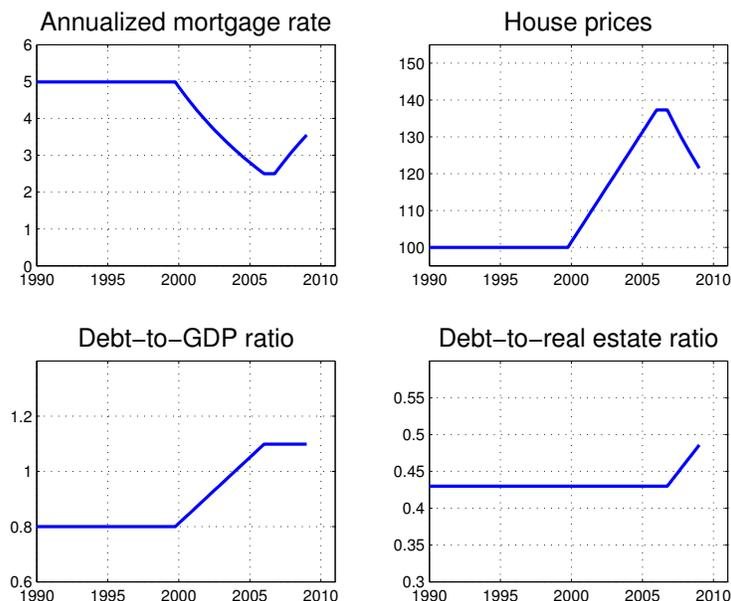 Annualized mortgage rate
6
5
4
3
2
1
0
1990 1995 2000 2005 2010
House prices
150
140
130
120
110
100
1990 1995 2000 2005 2010
Debt−to−GDP ratio
1.2
1
0.8
0.6
1990 1995 2000 2005 2010
Debt−to−real estate ratio
0.55
0.5
0.45
0.4
0.35
0.3
1990 1995 2000 2005 2010